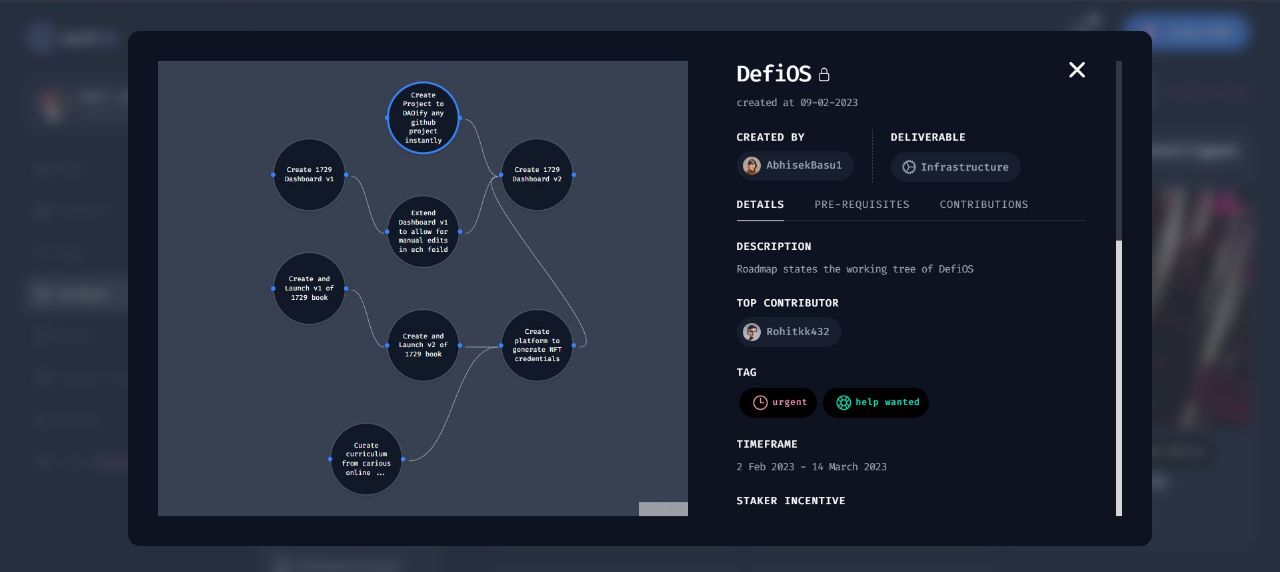 Create
Project to
DAOify any
github
project
instantly
Create 1729
Dashboard v1
Create 1729
Dashboard v2
Extend
Dashboard v1
to allow for
manual edits
in ech feild
Create and
Launch v1 of
1729 book
Create and
Launch v2 of
1729 book
Create
platform to
generate NFT
credentials
Curate
curriculum
from carious
online ...
DefiOS
created at 09-02-2023
CREATED BY
DELIVERABLE
AbhisekBasu1
Infrastructure
DETAILS PRE-REQUISITES CONTRIBUTIONS
DESCRIPTION
Roadmap states the working tree of DefiOS
TOP CONTRIBUTOR
Rohitkk432
TAG
urgent help wanted
TIMEFRAME
2 Feb 2023 - 14 March 2023
STAKER INCENTIVE